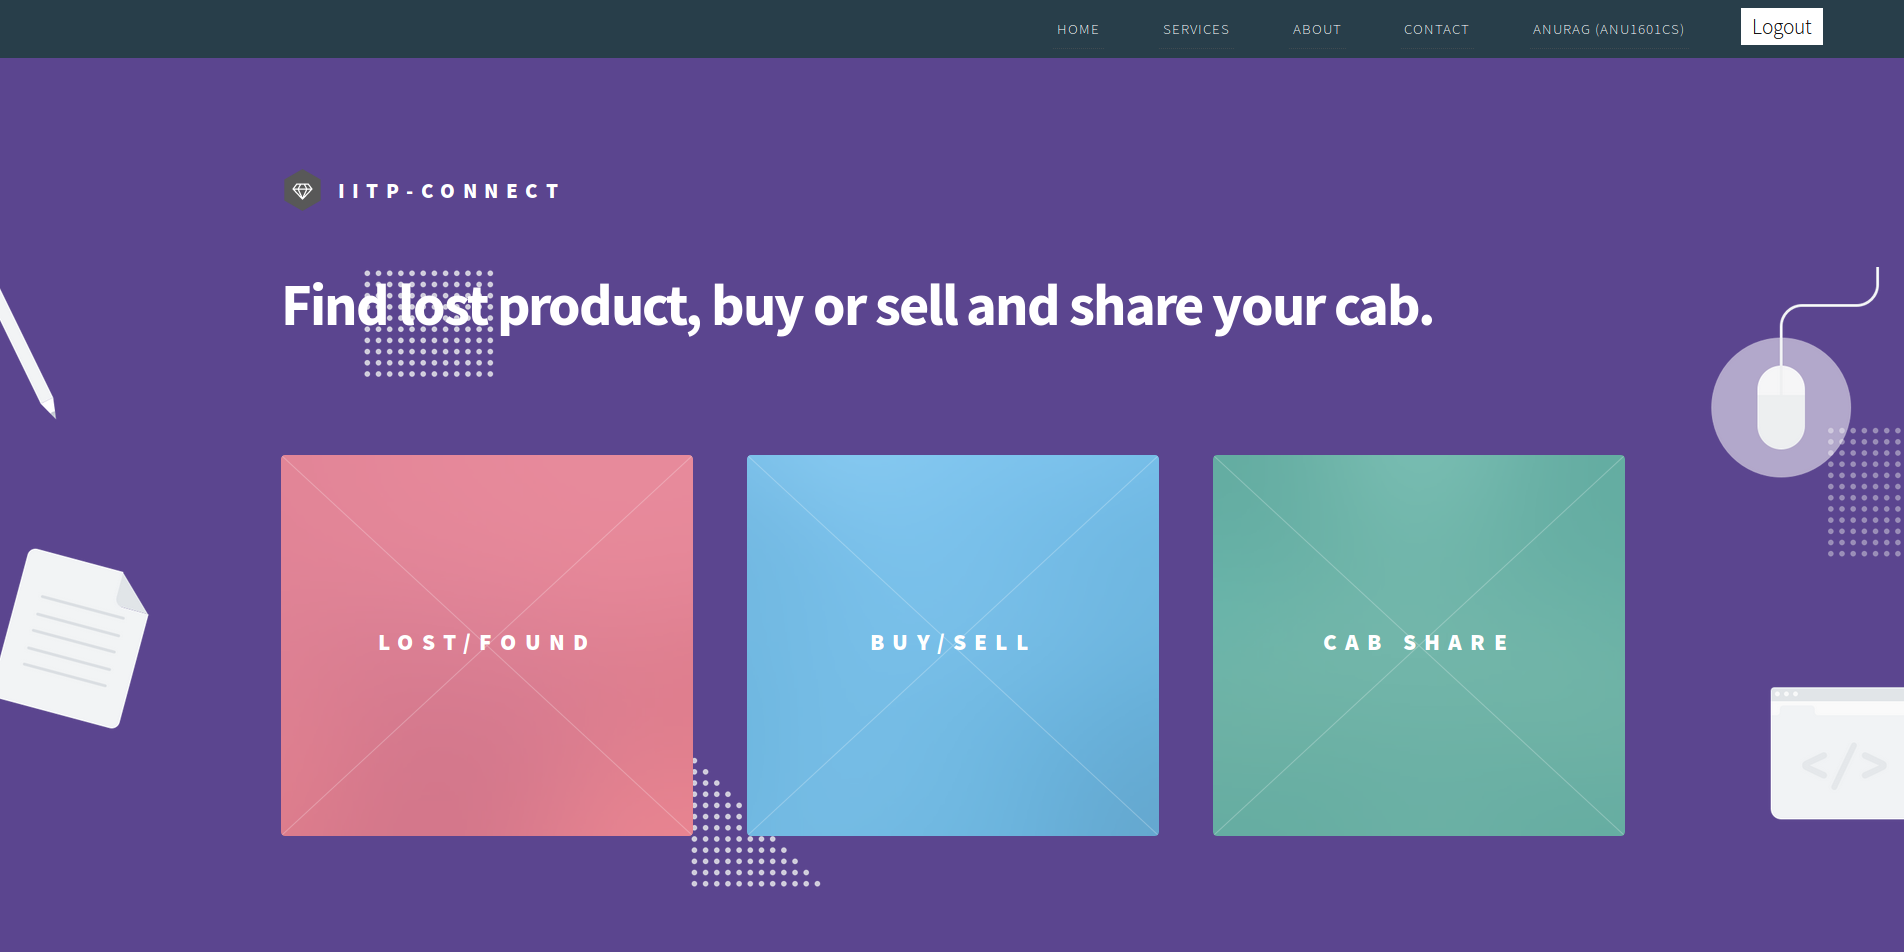 HOME SERVICES ABOUT CONTACT ANURAG (ANU1601CS) Logout
IITP-CONNECT
Find lost product, buy or sell and share your cab.
LOST/FOUND BUY/SELL CAB SHARE
</>